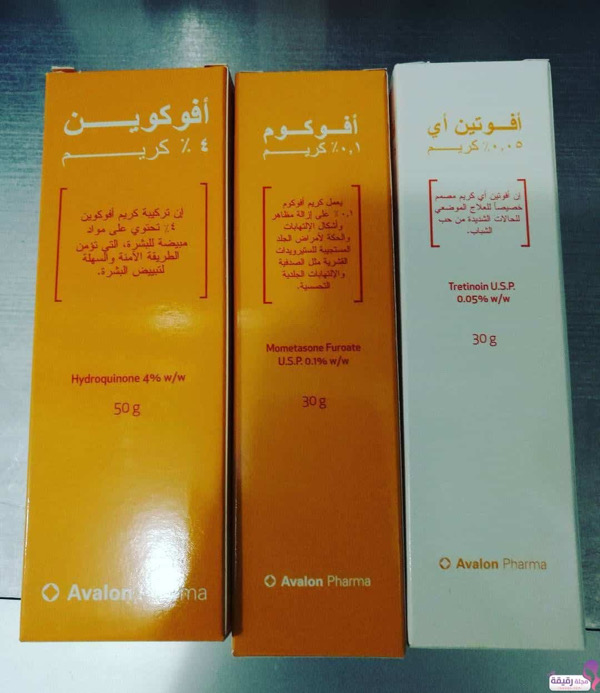 أفوكوين
٤ ٪ كريم
إن تركيبة كريم أفوكوين
٤٪ تحتوي على مواد
مبيضة للبشرة، التي تؤمن
الطريقة الآمنة والسهلة
لتبييض البشرة.
Hydroquinone 4% w/w
50 g
Avalon Pharma
أفوكوم
٠,١٪ كريم
يعمل كريم أفوكوم
٠,١ ٪ على إزالة مظاهر
وأشكال الإلتهابات
والحكة لأمراض الجلد
المستجيبة للستيرويدات
القشرية مثل الصدفية
والإلتهابات الجلدية
التحسسية.
Mometasone Furoate
U.S.P. 0.1% w/w
30 g
Avalon Pharma
أفوتين أي
٠,٠٥٪ كريم
إن أفوتين أي كريم مصمم
خصيصاً للعلاج الموضعي
للحالات الشديدة من حب
الشباب.
Tretinoin U.S.P.
0.05% w/w
30 g
Avalon Pharma
مجلة رقيقة